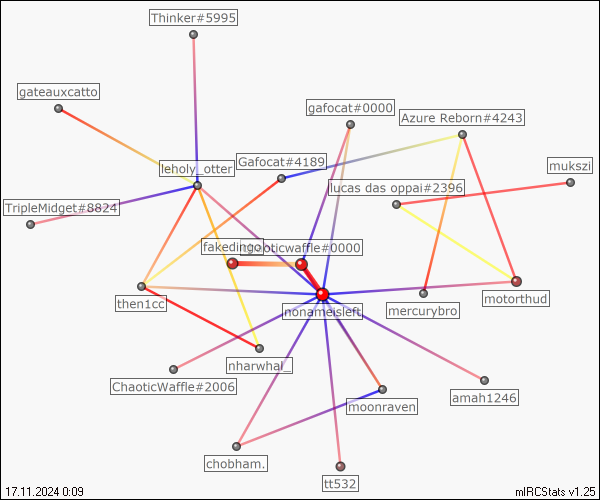 Thinker#5995
gateauxcatto
gafocat#0000
Azure Reborn#4243
Gafocat#4189
leholy_otter
mukszi
lucas das oppai#2396
TripleMidget#8824
chaoticwaffle#0000
then1cc
motorthud
nonameisleft
mercurybro
nharwhal_
ChaoticWaffle#2006
amah1246
moonraven
chobham.
tt532
17.11.2024 0:09
mIRCStats v1.25